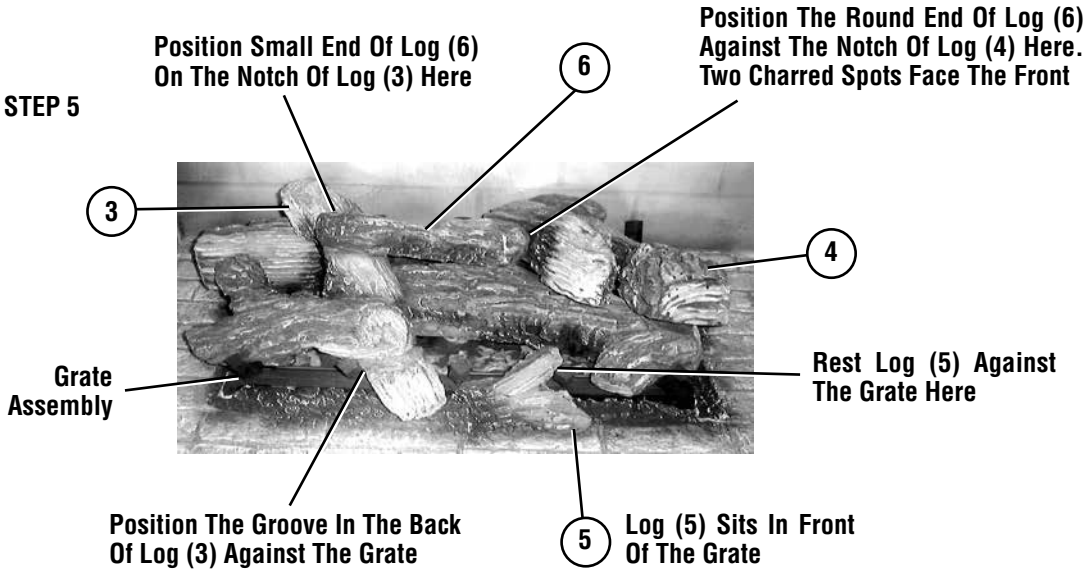 Position Small End Of Log (6)
On The Notch Of Log (3) Here
6
Position The Round End Of Log (6)
Against The Notch Of Log (4) Here.
Two Charred Spots Face The Front
STEP 5
3
4
Grate
Assembly
Rest Log (5) Against
The Grate Here
Position The Groove In The Back
Of Log (3) Against The Grate
5
Log (5) Sits In Front
Of The Grate